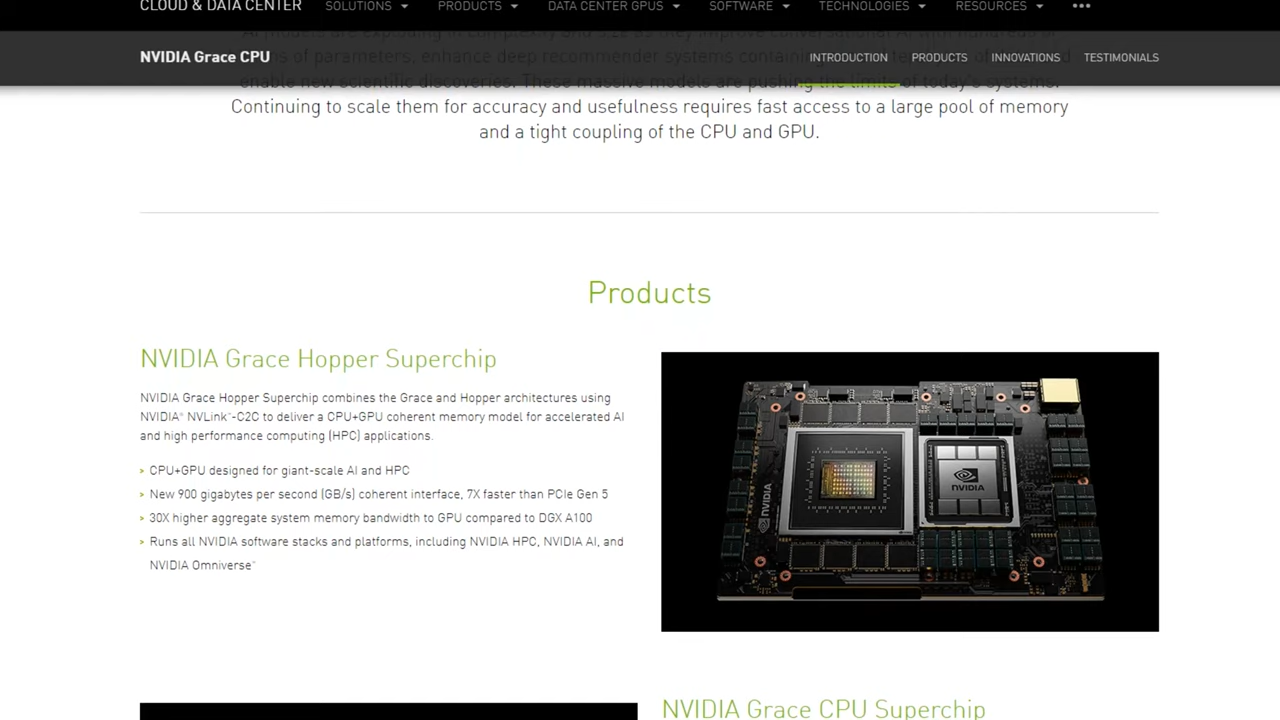 CLOUD & DATA CENTER
SOLUTIONS
PRODUCTS
DATA CENTER GPUS
SOFTWARE
TECHNOLOGIES
RESOURCES
NVIDIA Grace CPU
INTRODUCTION
PRODUCTS
INNOVATIONS
TESTIMONIALS
enable new scientific discoveries. These massive models are pushing the limits of today's systems.
Continuing to scale them for accuracy and usefulness requires fast access to a large pool of memory
and a tight coupling of the CPU and GPU.
Products
NVIDIA Grace Hopper Superchip
NVIDIA Grace Hopper Superchip combines the Grace and Hopper architectures using
NVIDIA® NVLink™-C2C to deliver a CPU+GPU coherent memory model for accelerated AI
and high performance computing (HPC) applications.
CPU+GPU designed for giant-scale AI and HPC
New 900 gigabytes per second (GB/s) coherent interface, 7X faster than PCIe Gen 5
30X higher aggregate system memory bandwidth to GPU compared to DGX A100
Runs all NVIDIA software stacks and platforms, including NVIDIA HPC, NVIDIA AI, and
NVIDIA Omniverse™
NVIDIA
NVIDIA
NVIDIA Grace CPU Superchip